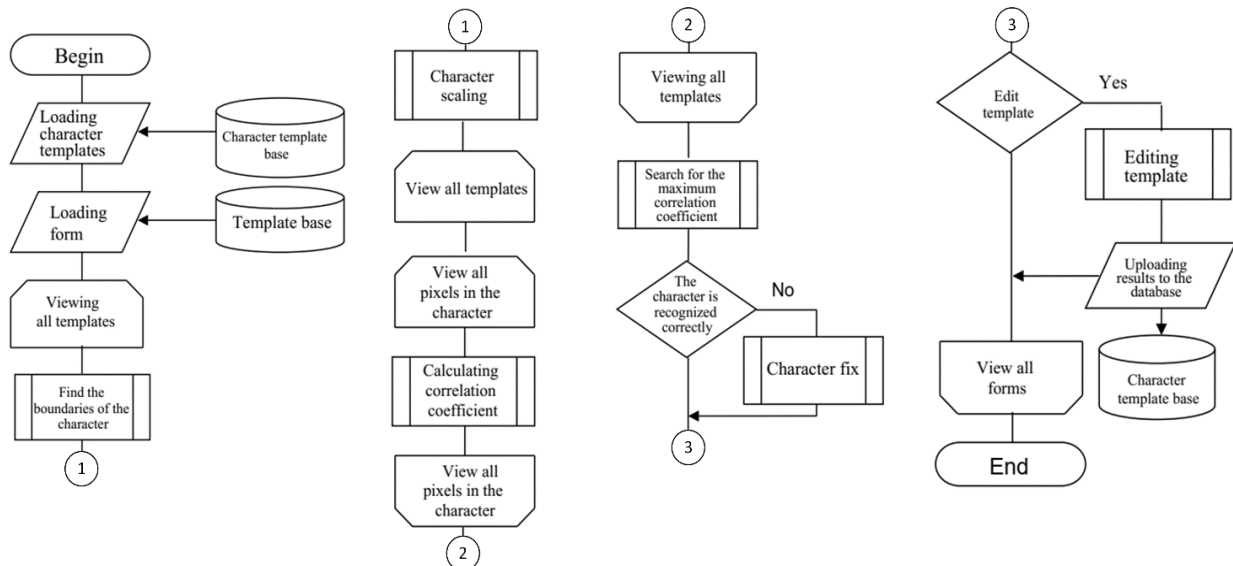 Begin
Loading
character
templates
Character template
base
Loading
form
Template base
Viewing
all templates
Find the
boundaries of the
character
1
1
Character
scaling
View all templates
View all
pixels in the
character
Calculating
correlation
coefficient
View all
pixels in the
character
2
2
Viewing all
templates
Search for the
maximum
correlation
coefficient
The
character is
recognized
correctly
No
Character fix
3
3
Edit
template
Yes
Editing
template
Uploading
results to the
database
Character
template base
View all
forms
End